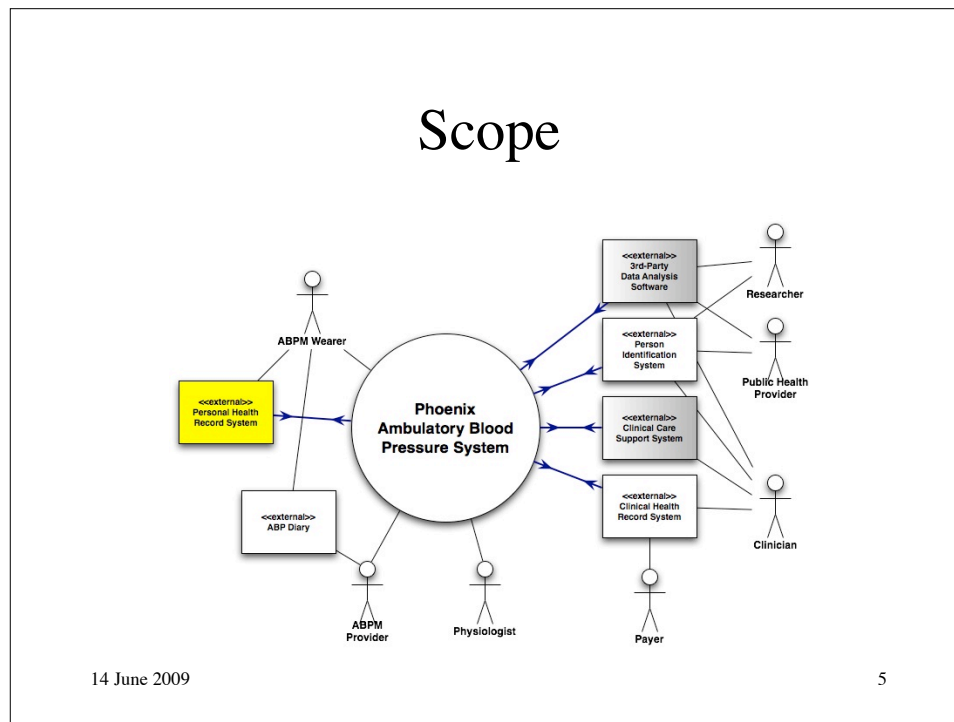 Scope
<<external>>
3rd-Party
Data Analysis
Software
Researcher
ABPM Wearer
<<external>>
Person
Identification
System
Public Health
Provider
<<external>>
Personal Health
Record System
Phoenix
Ambulatory Blood
Pressure System
<<external>>
Clinical Care
Support System
<<external>>
ABP Diary
<<external>>
Clinical Health
Record System
Clinician
ABPM
Provider
Physiologist
Payer
14 June 2009
5